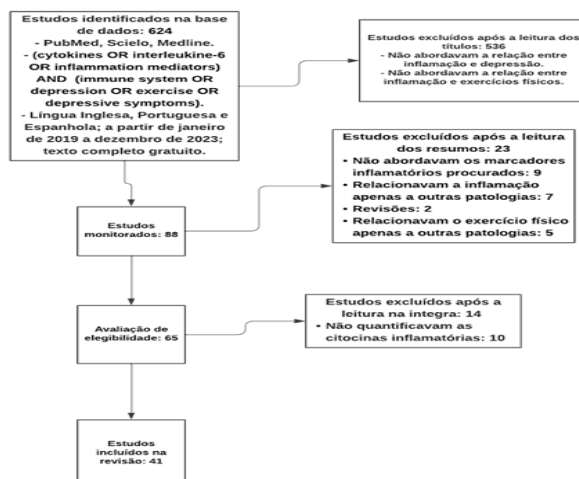 Estudos identificados na base
de dados: 624
- PubMed, Scielo, Medline.
- (cytokines OR interleukine-6
OR inflammation mediators)
AND (immune system OR
depression OR exercise OR
depressive symptoms).
- Língua Inglesa, Portuguesa e
Espanhola; a partir de janeiro
de 2019 a dezembro de 2023;
texto completo gratuito.
Estudos excluídos após a leitura dos
títulos: 536
- Não abordavam a relação entre
inflamação e depressão.
- Não abordavam a relação entre
inflamação e exercícios físicos.
Estudos
monitorados: 88
Estudos excluídos após a leitura
dos resumos: 23
• Não abordavam os marcadores
inflamatórios procurados: 9
• Relacionavam a inflamação
apenas a outras patologias: 7
• Revisões: 2
• Relacionavam o exercício físico
apenas a outras patologias: 5
Avaliação de
elegibilidade: 65
Estudos excluídos após a
leitura na integra: 14
• Não quantificavam as
citocinas inflamatórias: 10
Estudos
incluídos na
revisão: 41